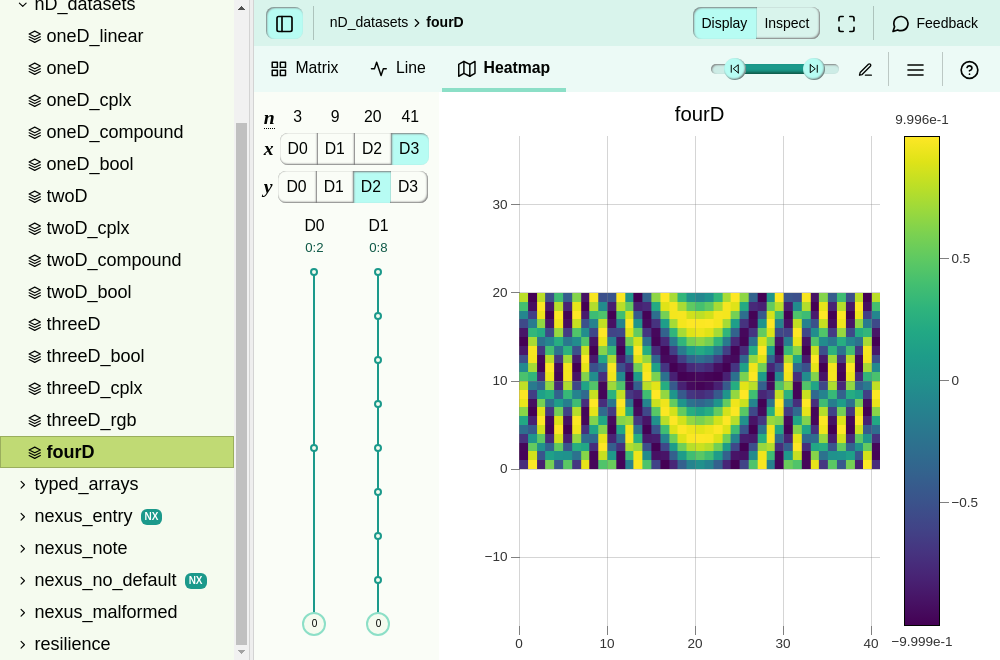 nD_datasets
oneD_linear
oneD
oneD_cplx
oneD_compound
oneD_bool
twoD
twoD_cplx
twoD_compound
twoD_bool
threeD
threeD_bool
threeD_cplx
threeD_rgb
fourD
typed_arrays
nexus_entry NX
nexus_note
nexus_no_default NX
nexus_malformed
resilience
nD_datasets > fourD
Display Inspect Feedback
Matrix Line Heatmap
n 3 9 20 41
x D0 D1 D2 D3
y D0 D1 D2 D3
D0 D1
0:2 0:8
0 0
fourD
30
20
10
0
−10
0 10 20 30 40
9.996e-1
0.5
0
−0.5
−9.999e-1